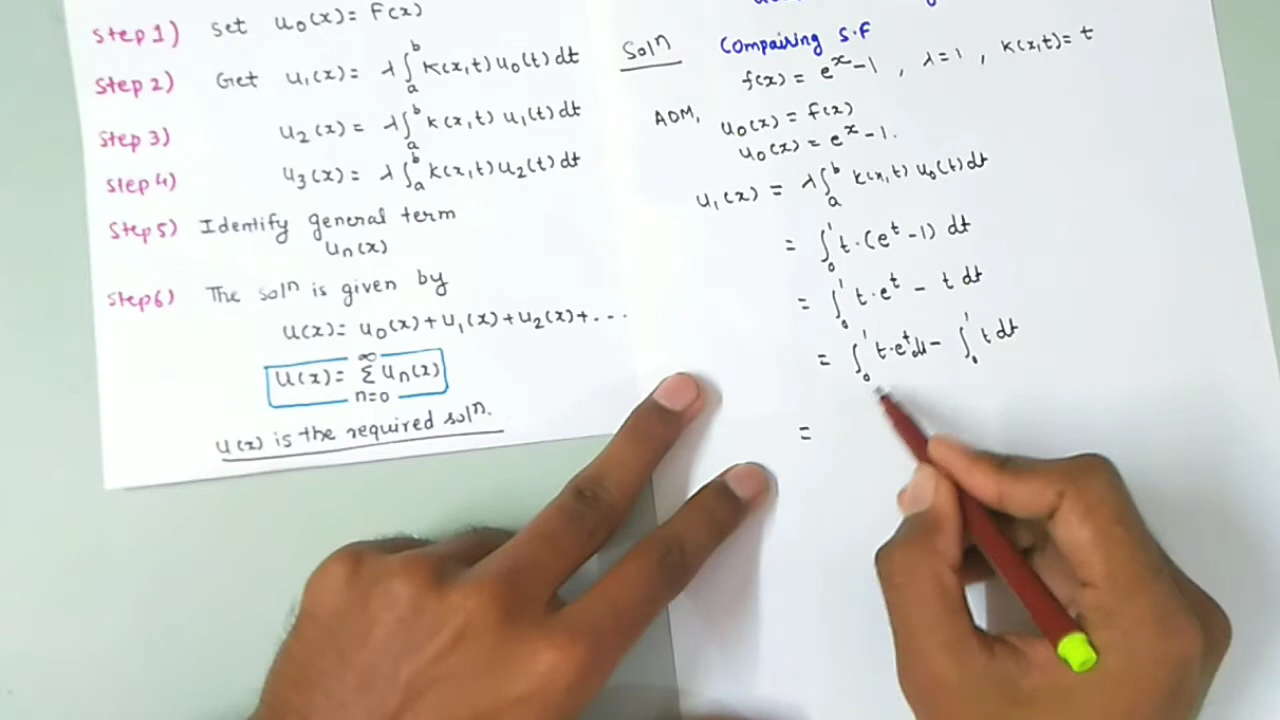 Step 1) set u₀(x) = F(x)
Step 2) Get u₁(x) = λ∫ₐᵇ K(x,t) u₀(t) dt
Step 3) u₂(x) = λ∫ₐᵇ K(x,t) u₁(t) dt
Step 4) u₃(x) = λ∫ₐᵇ K(x,t) u₂(t) dt
Step 5) Identify general term
uₙ(x)
Step 6) The solⁿ is given by
u(x) = u₀(x) + u₁(x) + u₂(x) + ...
u(x) = ∑ₙ₌₀^∞ uₙ(x)
u(x) is the required solⁿ.
Solⁿ Compairing S.F
f(x) = eˣ-1 , λ=1 , K(x,t) = t
ADM, u₀(x) = f(x)
u₀(x) = eˣ-1.
u₁(x) = λ∫ₐᵇ K(x,t) u₀(t) dt
= ∫₀¹ t·(eᵗ-1) dt
= ∫₀¹ t·eᵗ - t dt
= ∫₀¹ t·eᵗ dt - ∫₀¹ t dt
=